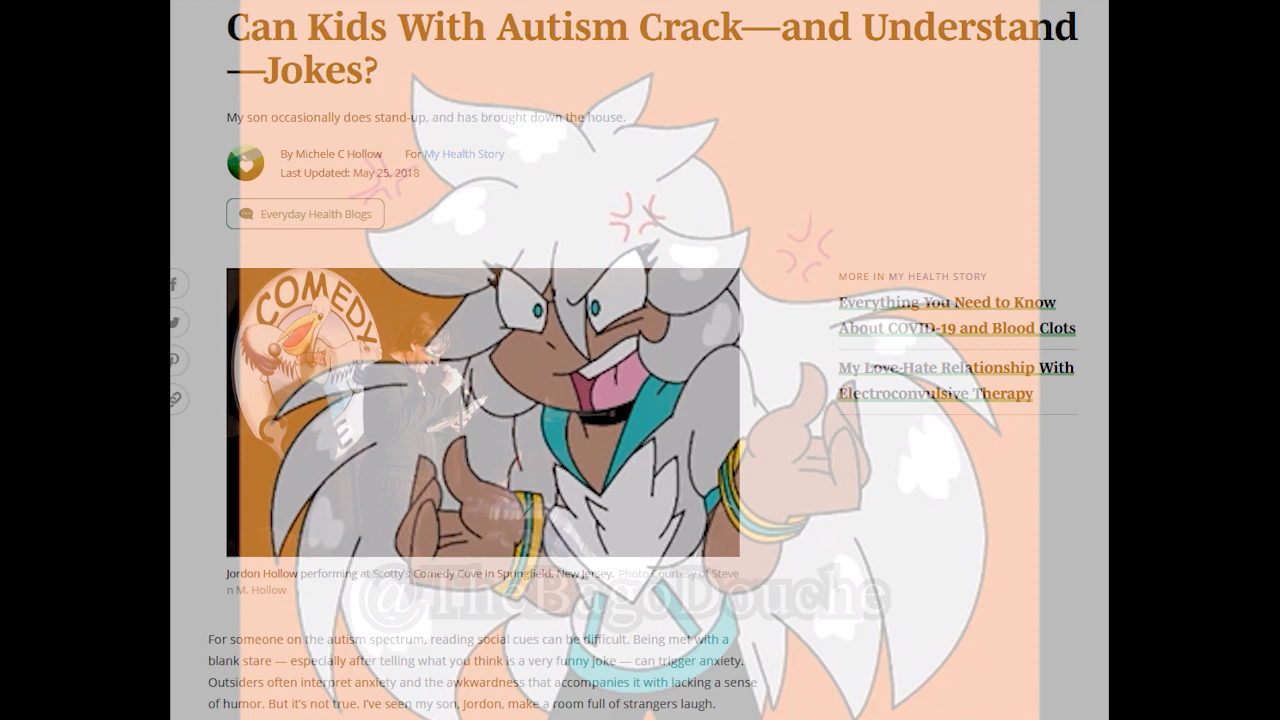 Can Kids With Autism Crack—and Understand
—Jokes?
My son occasionally does stand-up, and has brought down the house.
By Michele C Hollow For My Health Story
Last Updated: May 25, 2018
Everyday Health Blogs
COMEDY
MORE IN MY HEALTH STORY
Everything You Need to Know
About COVID-19 and Blood Clots
My Love-Hate Relationship With
Electroconvulsive Therapy
Jordon Hollow performing at Scotty's Comedy Cove in Springfield, New Jersey. Photo Courtesy of Steve
n M. Hollow
@TheBagoDouche
For someone on the autism spectrum, reading social cues can be difficult. Being met with a
blank stare — especially after telling what you think is a very funny joke — can trigger anxiety.
Outsiders often interpret anxiety and the awkwardness that accompanies it with lacking a sense
of humor. But it's not true. I've seen my son, Jordon, make a room full of strangers laugh.